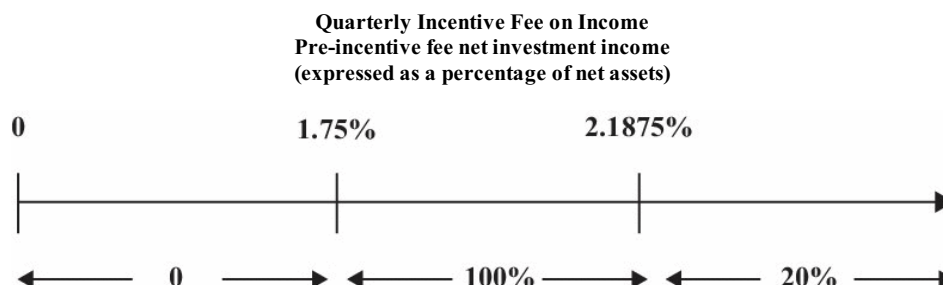 Quarterly Incentive Fee on Income
Pre-incentive fee net investment income
(expressed as a percentage of net assets)
0 1.75% 2.1875%
0 100% 20%